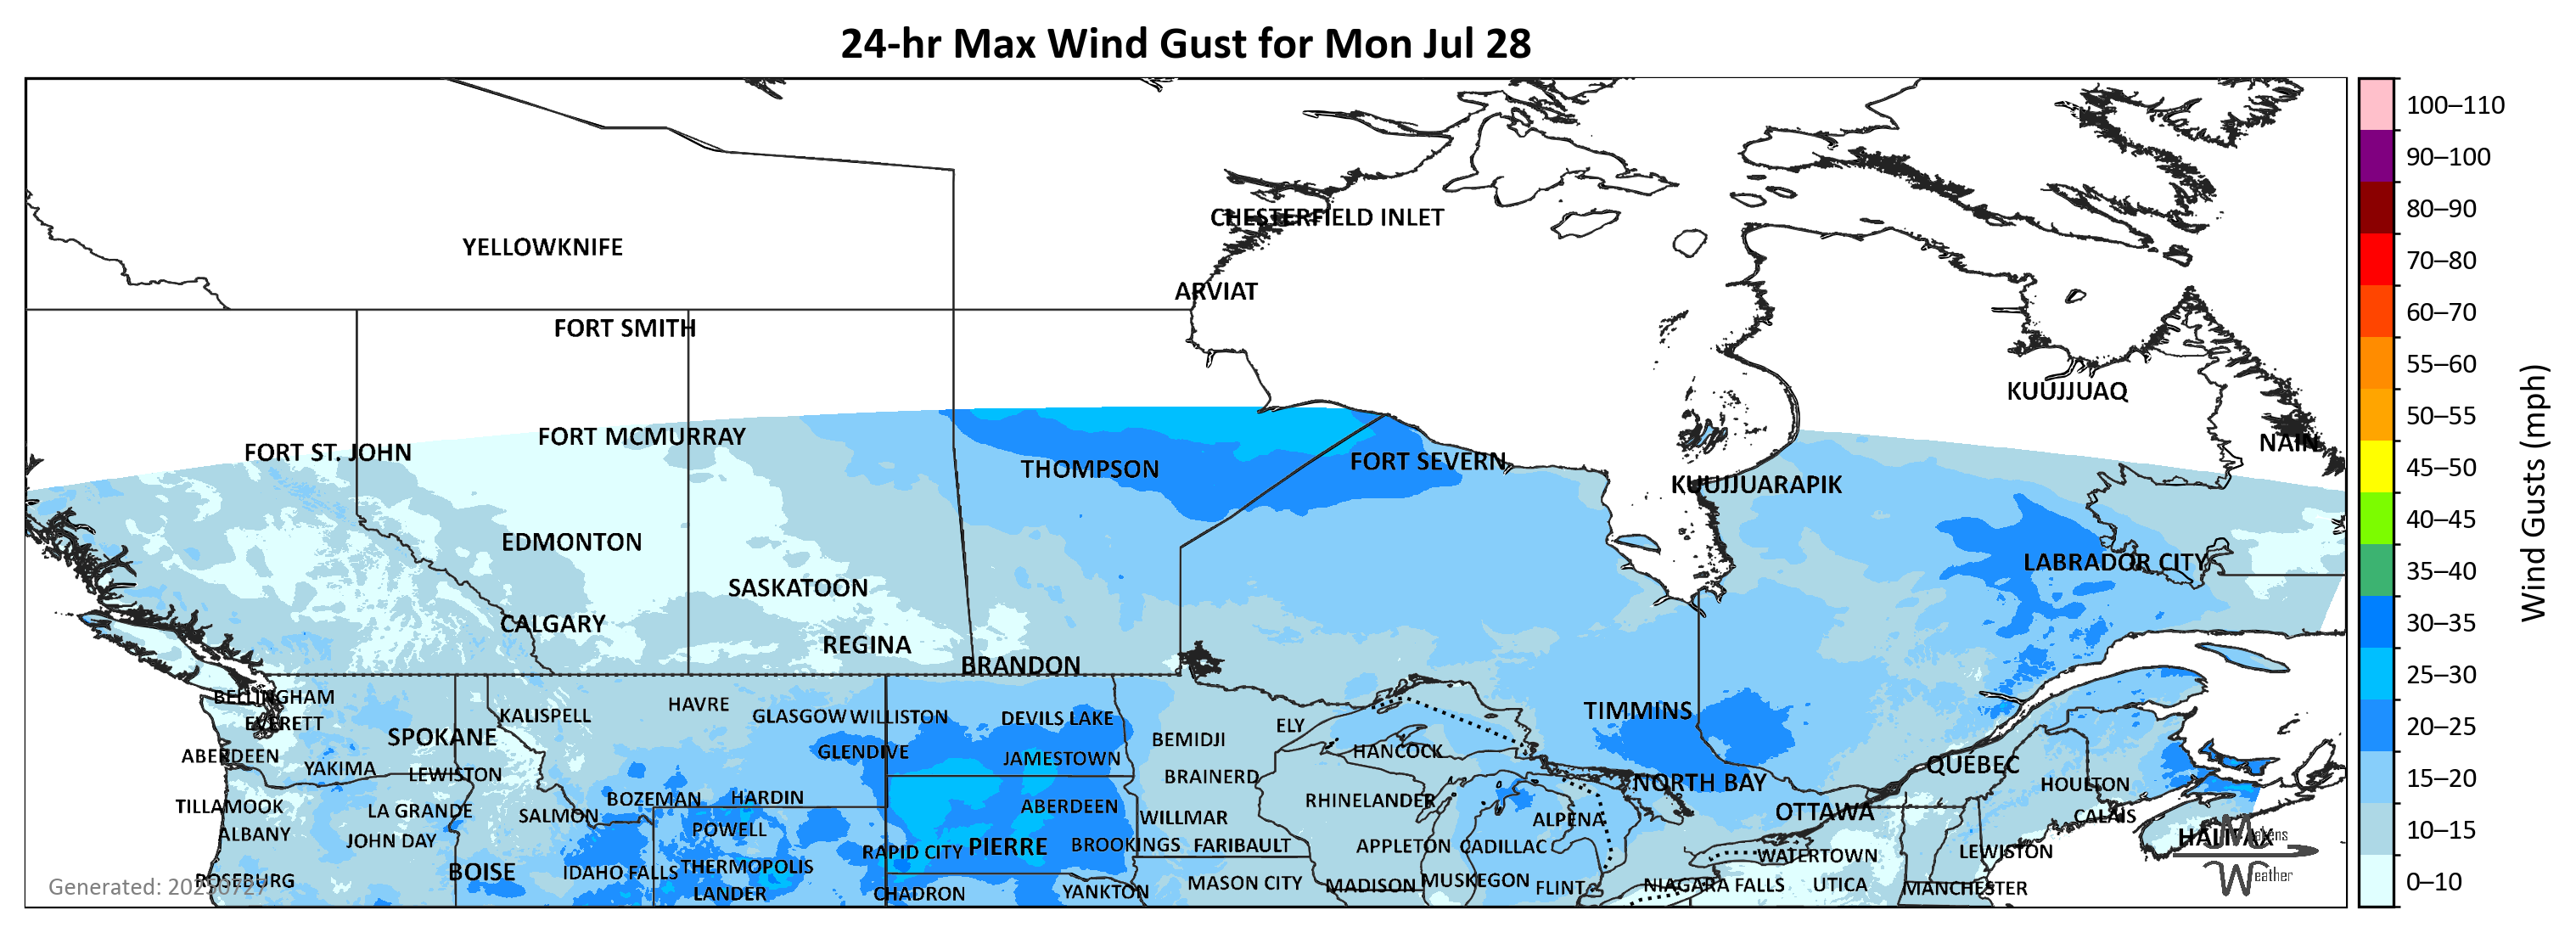 24-hr Max Wind Gust for Mon Jul 28
100–110
90–100
80–90
70–80
60–70
55–60
50–55
45–50
40–45
35–40
30–35
25–30
20–25
15–20
10–15
0–10
Wind Gusts (mph)
CHESTERFIELD INLET
YELLOWKNIFE
ARVIAT
FORT SMITH
KUUJJUAQ
FORT ST. JOHN
FORT MCMURRAY
NAIN
THOMPSON
FORT SEVERN
KUUJJUARAPIK
EDMONTON
LABRADOR CITY
SASKATOON
CALGARY
REGINA
BRANDON
BELLINGHAM
HAVRE
EVERETT
KALISPELL
GLASGOW
WILLISTON
DEVILS LAKE
ELY
TIMMINS
SPOKANE
BEMIDJI
ABERDEEN
GLENDIVE
JAMESTOWN
HANCOCK
YAKIMA
LEWISTON
BRAINERD
NORTH BAY
QUÉBEC
HOULTON
TILLAMOOK
LA GRANDE
SALMON
BOZEMAN
HARDIN
ABERDEEN
WILLMAR
RHINELANDER
ALPENA
OTTAWA
CALAIS
ALBANY
JOHN DAY
POWELL
RAPID CITY
PIERRE
BROOKINGS
FARIBAULT
APPLETON
CADILLAC
WATERTOWN
LEWISTON
HALIFAX
Makens
Weather
ROSEBURG
BOISE
IDAHO FALLS
THERMOPOLIS
LANDER
CHADRON
YANKTON
MASON CITY
MADISON
MUSKEGON
FLINT
NIAGARA FALLS
UTICA
MANCHESTER
Generated: 20250727